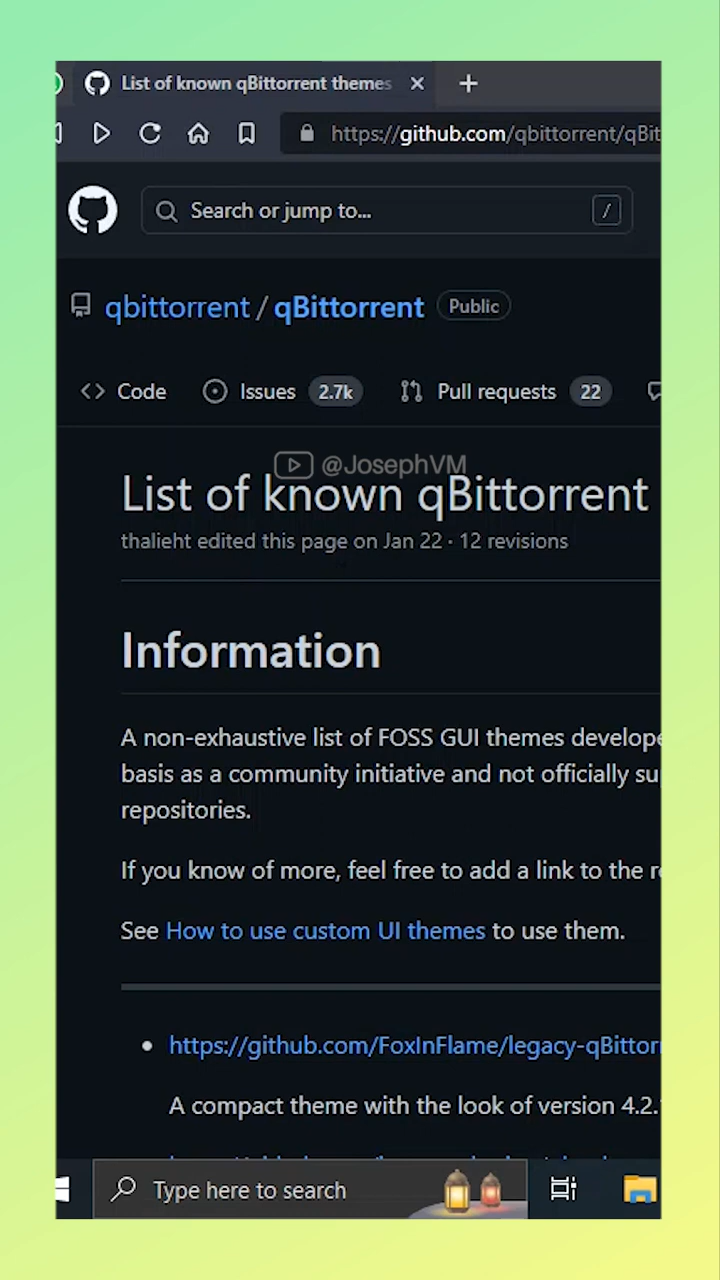 List of known qBittorrent themes
https://github.com/qbittorrent/qBit
Search or jump to...
/
qbittorrent / qBittorrent Public
Code Issues 2.7k Pull requests 22
@JosephVM
List of known qBittorrent
thalieht edited this page on Jan 22 · 12 revisions
Information
A non-exhaustive list of FOSS GUI themes develope
basis as a community initiative and not officially su
repositories.
If you know of more, feel free to add a link to the r
See How to use custom UI themes to use them.
https://github.com/FoxInFlame/legacy-qBittor
A compact theme with the look of version 4.2.
Type here to search